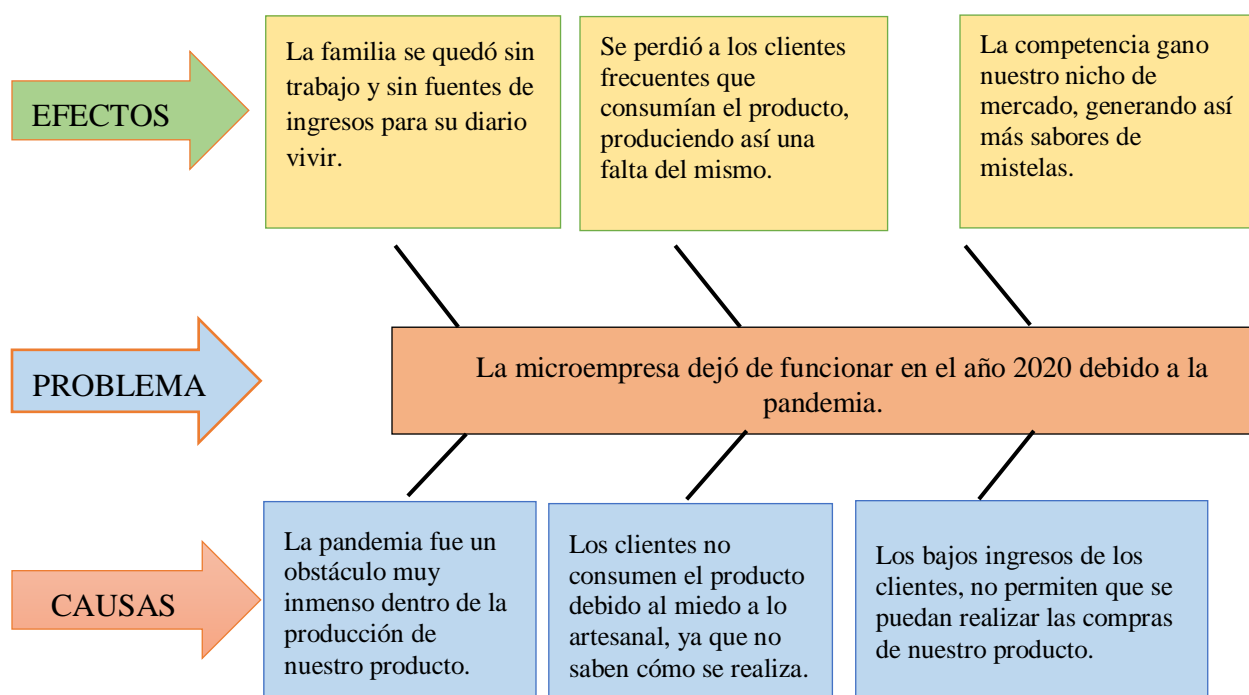 EFECTOS
La familia se quedó sin
trabajo y sin fuentes de
ingresos para su diario
vivir.
Se perdió a los clientes
frecuentes que
consumían el producto,
produciendo así una
falta del mismo.
La competencia gano
nuestro nicho de
mercado, generando así
más sabores de
mistelas.
PROBLEMA
La microempresa dejó de funcionar en el año 2020 debido a la
pandemia.
CAUSAS
La pandemia fue un
obstáculo muy
inmenso dentro de la
producción de
nuestro producto.
Los clientes no
consumen el producto
debido al miedo a lo
artesanal, ya que no
saben cómo se realiza.
Los bajos ingresos de los
clientes, no permiten que se
puedan realizar las compras
de nuestro producto.